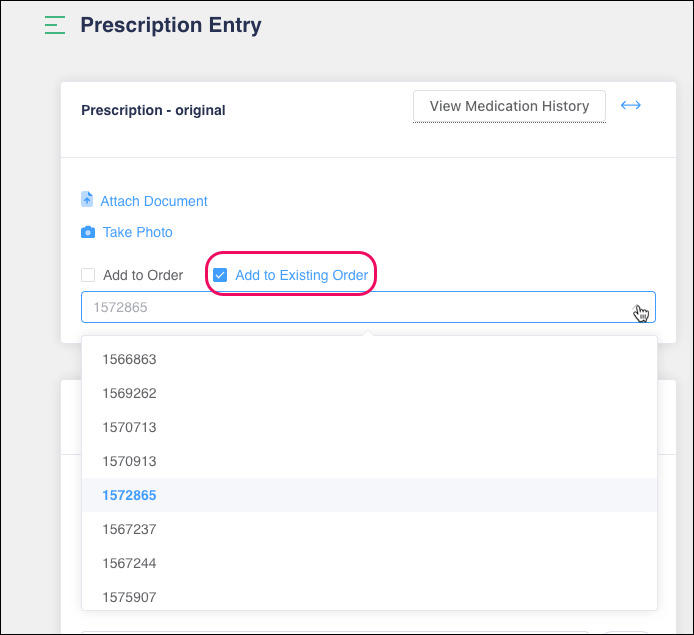 Prescription Entry
Prescription - original
View Medication History
Attach Document
Take Photo
Add to Order
Add to Existing Order
1572865
1566863
1569262
1570713
1570913
1572865
1567237
1567244
1575907